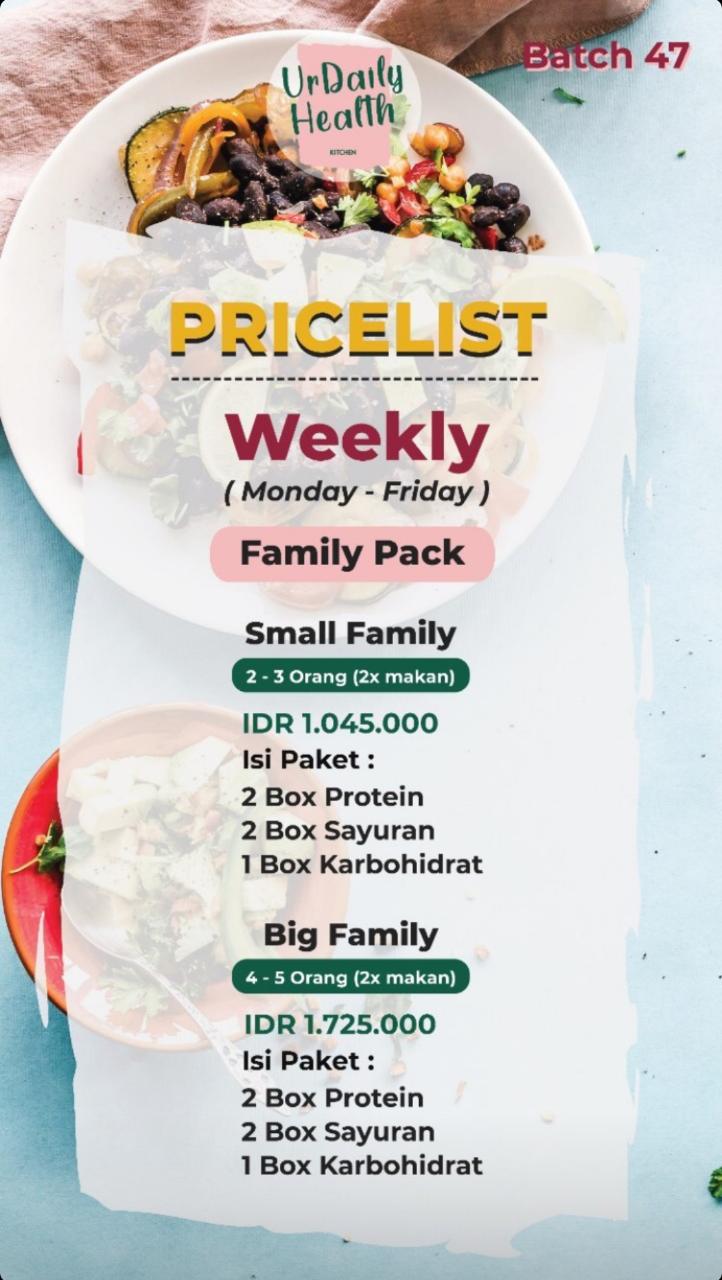 Batch 47
UrDaily
Health
KITCHEN
PRICELIST
Weekly
( Monday - Friday )
Family Pack
Small Family
2 - 3 Orang (2x makan)
IDR 1.045.000
Isi Paket :
2 Box Protein
2 Box Sayuran
1 Box Karbohidrat
Big Family
4 - 5 Orang (2x makan)
IDR 1.725.000
Isi Paket :
2 Box Protein
2 Box Sayuran
1 Box Karbohidrat